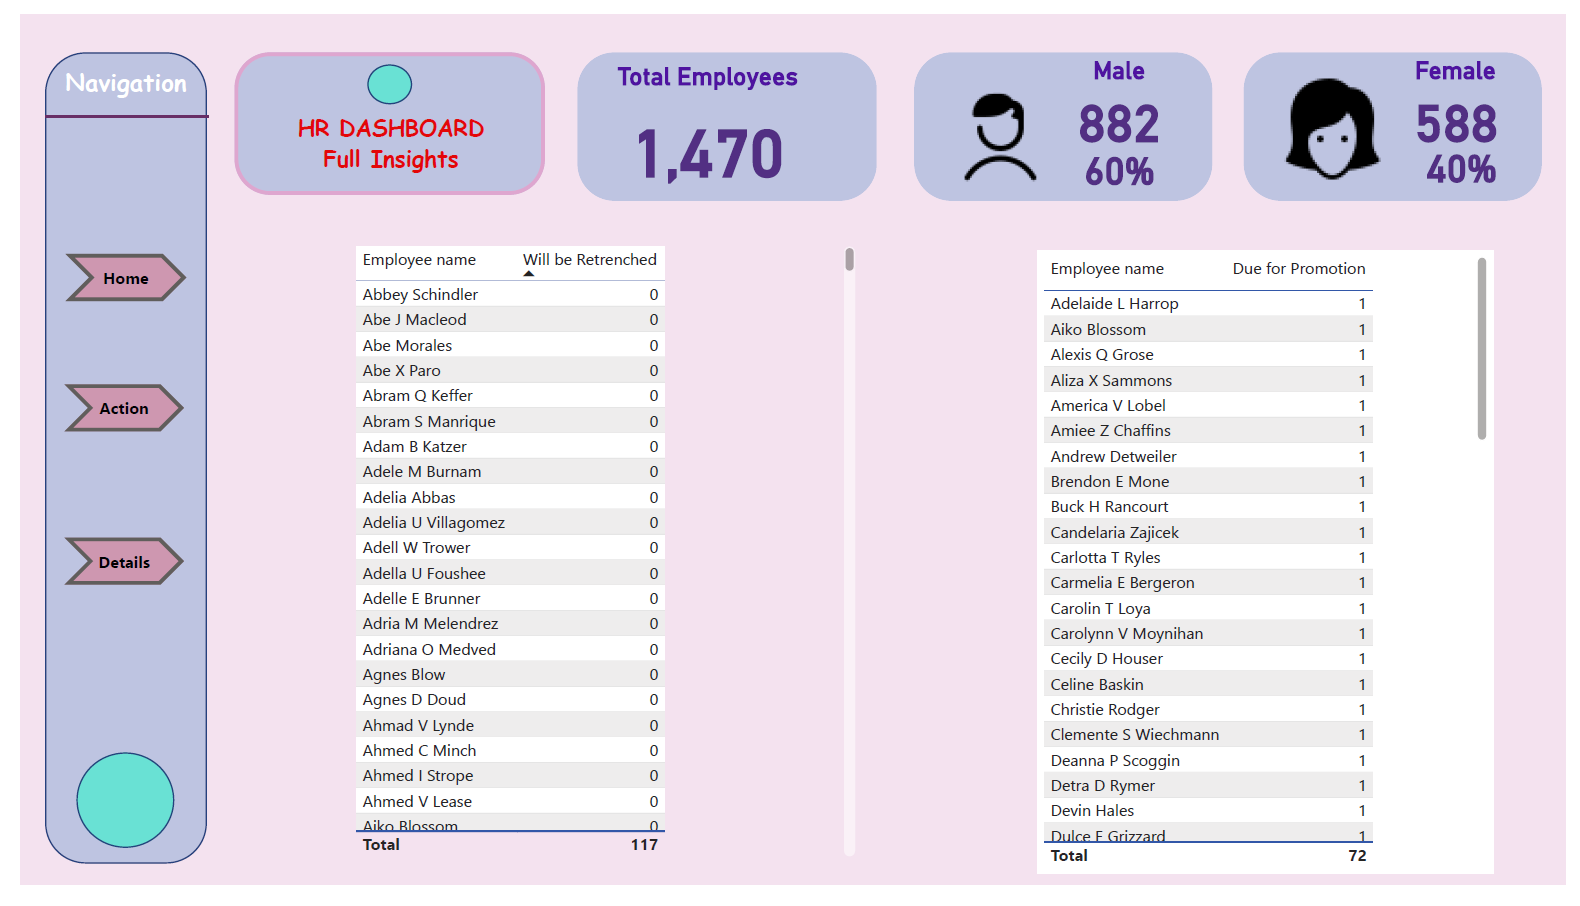 Navigation
Home
Action
Details
HR DASHBOARD
Full Insights
Total Employees
1,470
Male
882
60%
Female
588
40%
Employee name Will be Retrenched
Abbey Schindler 0
Abe J Macleod 0
Abe Morales 0
Abe X Paro 0
Abram Q Keffer 0
Abram S Manrique 0
Adam B Katzer 0
Adele M Burnam 0
Adelia Abbas 0
Adelia U Villagomez 0
Adell W Trower 0
Adella U Foushee 0
Adelle E Brunner 0
Adria M Melendrez 0
Adriana O Medved 0
Agnes Blow 0
Agnes D Doud 0
Ahmad V Lynde 0
Ahmed C Minch 0
Ahmed I Strope 0
Ahmed V Lease 0
Aiko Blossom 0
Total 117
Employee name Due for Promotion
Adelaide L Harrop 1
Aiko Blossom 1
Alexis Q Grose 1
Aliza X Sammons 1
America V Lobel 1
Amiee Z Chaffins 1
Andrew Detweiler 1
Brendon E Mone 1
Buck H Rancourt 1
Candelaria Zajicek 1
Carlotta T Ryles 1
Carmelia E Bergeron 1
Carolin T Loya 1
Carolynn V Moynihan 1
Cecily D Houser 1
Celine Baskin 1
Christie Rodger 1
Clemente S Wiechmann 1
Deanna P Scoggin 1
Detra D Rymer 1
Devin Hales 1
Dulce F Grizzard 1
Total 72